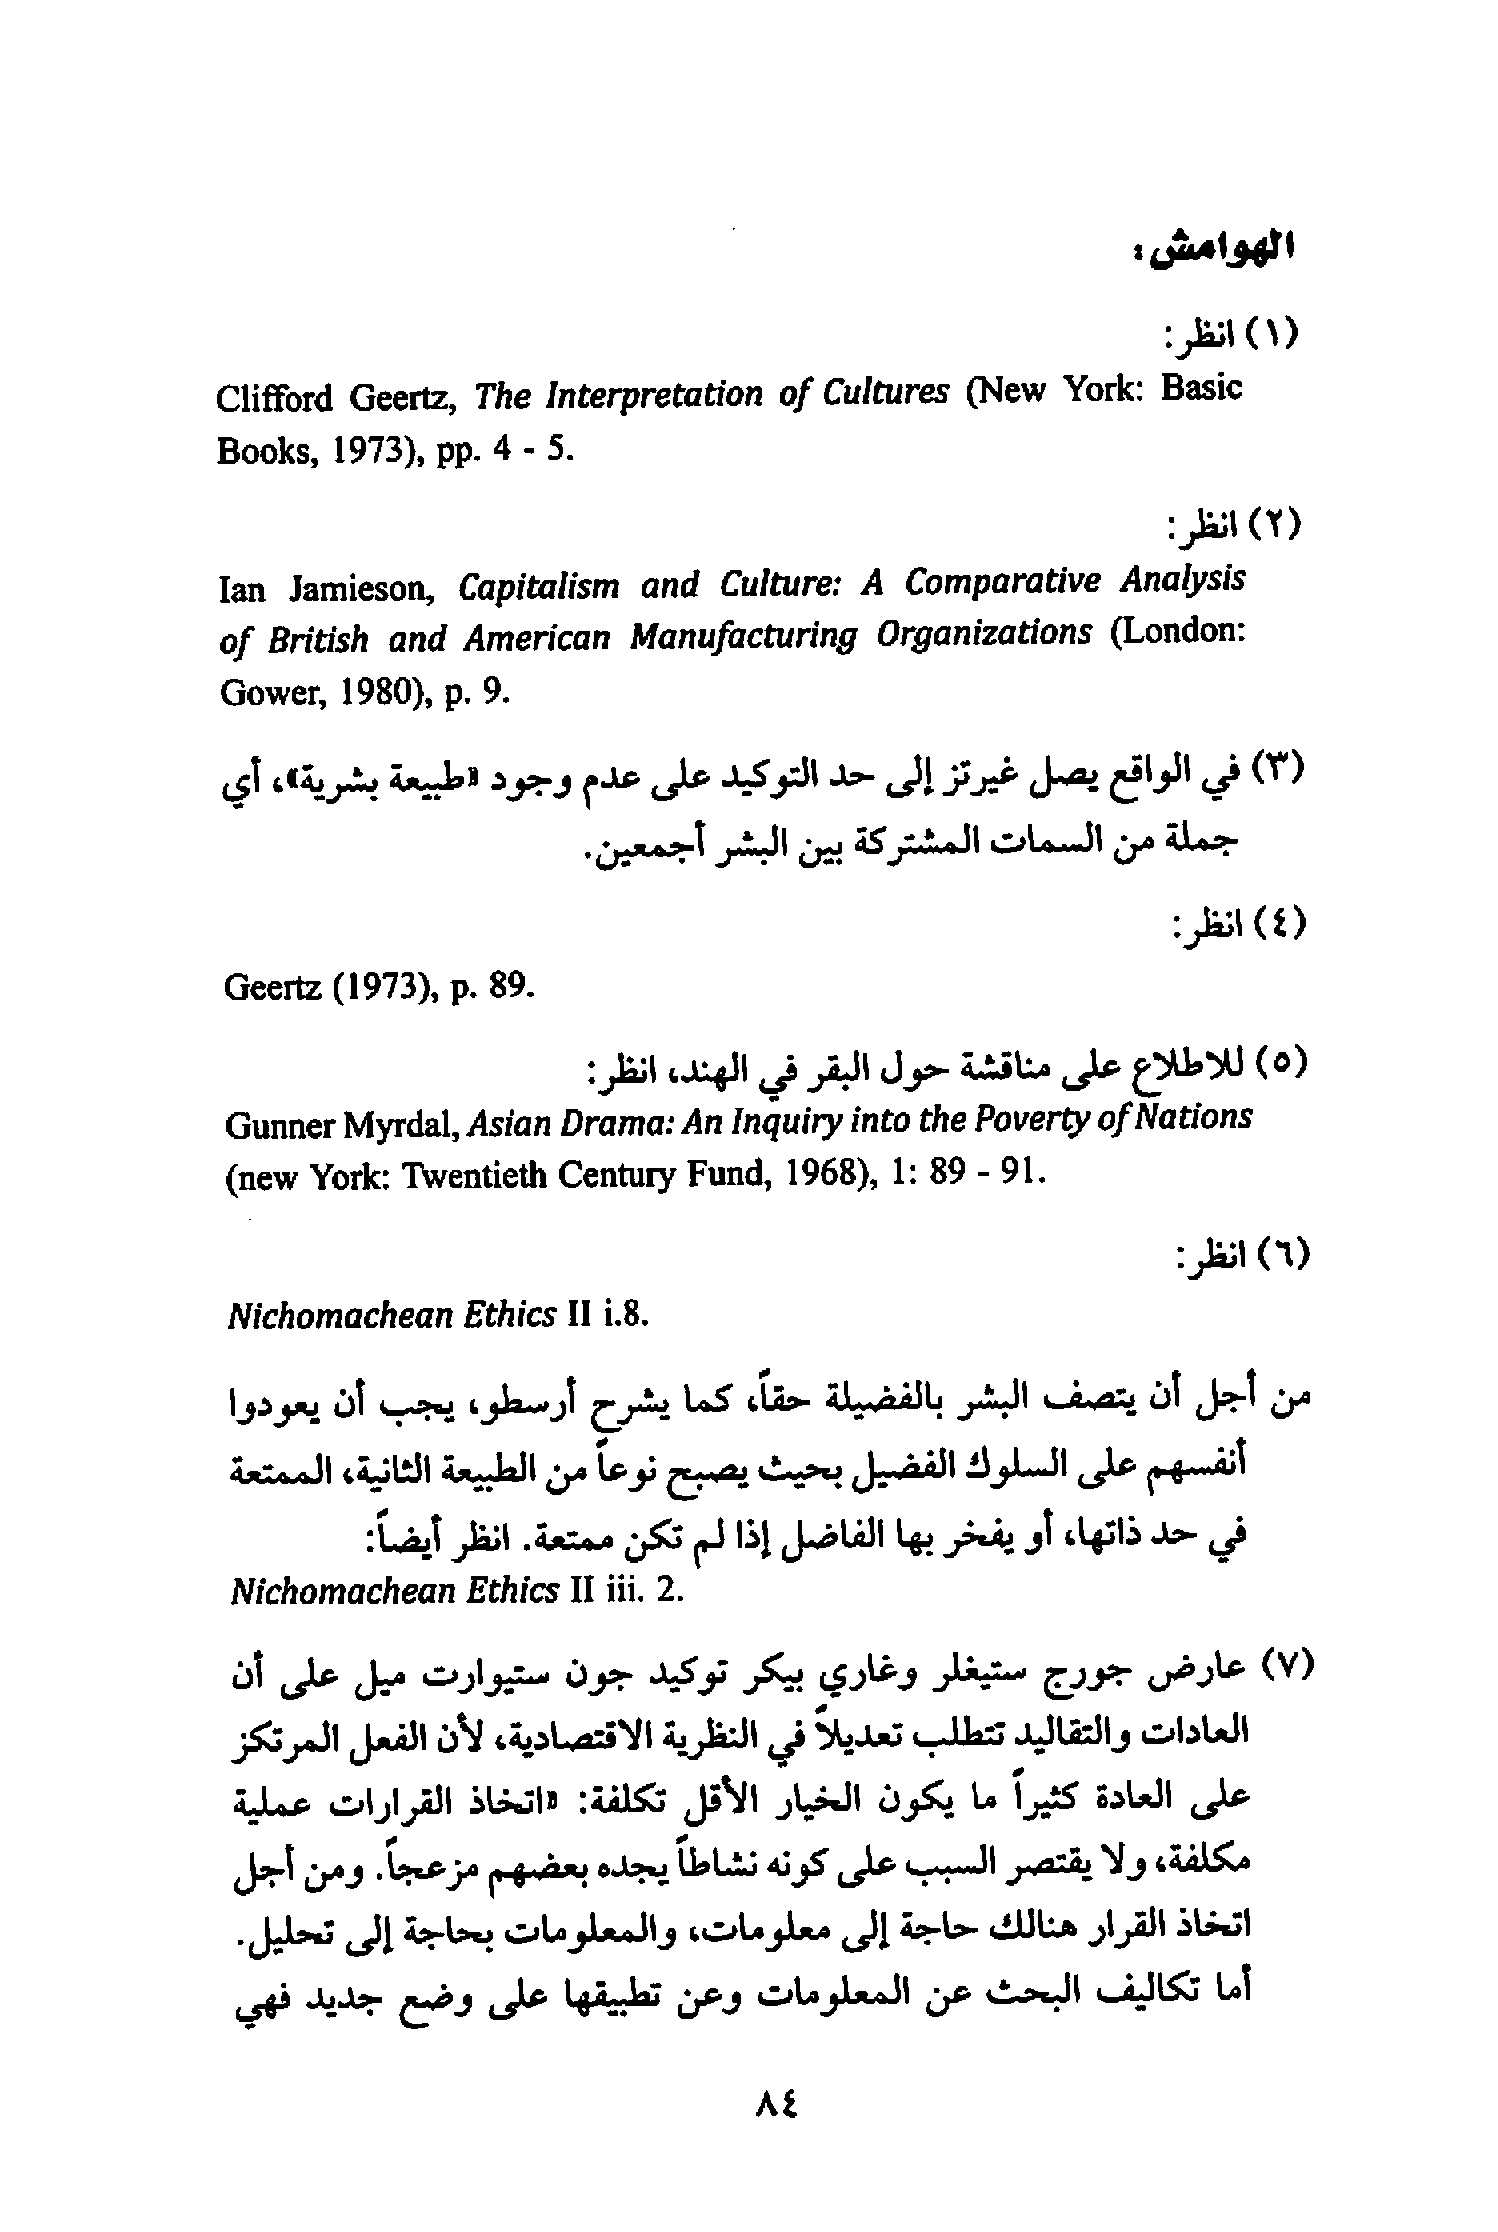 الهوامش:
(١) انظر:
Clifford Geertz, The Interpretation of Cultures (New York: Basic
Books, 1973), pp. 4 - 5.
(٢) انظر:
Ian Jamieson, Capitalism and Culture: A Comparative Analysis
of British and American Manufacturing Organizations (London:
Gower, 1980), p. 9.
(٣) في الواقع يصل غيرتز إلى حد التوكيد على عدم وجود «طبيعة بشرية»، أي
جملة من السمات المشتركة بين البشر أجمعين.
(٤) انظر:
Geertz (1973), p. 89.
(٥) للاطلاع على مناقشة حول البقر في الهند، انظر:
Gunner Myrdal, Asian Drama: An Inquiry into the Poverty of Nations
(new York: Twentieth Century Fund, 1968), 1: 89 - 91.
(٦) انظر:
Nichomachean Ethics II i.8.
من أجل أن يتصف البشر بالفضيلة حقاً، كما يشرح أرسطو، يجب أن يعودوا
أنفسهم على السلوك الفضيل بحيث يصبح نوعاً من الطبيعة الثانية، الممتعة
في حد ذاتها، أو يفخر بها الفاضل إذا لم تكن ممتعة. انظر أيضاً:
Nichomachean Ethics II iii. 2.
(٧) عارض جورج ستيغلر وغاري بيكر توكيد جون ستيوارت ميل على أن
العادات والتقاليد تتطلب تعديلاً في النظرية الاقتصادية، لأن الفعل المرتكز
على العادة كثيراً ما يكون الخيار الأقل تكلفة: «اتخاذ القرارات عملية
مكلفة، ولا يقتصر السبب على كونه نشاطاً يجده بعضهم مزعجاً. ومن أجل
اتخاذ القرار هنالك حاجة إلى معلومات، والمعلومات بحاجة إلى تحليل.
أما تكاليف البحث عن المعلومات وعن تطبيقها على وضع جديد فهي
٨٤